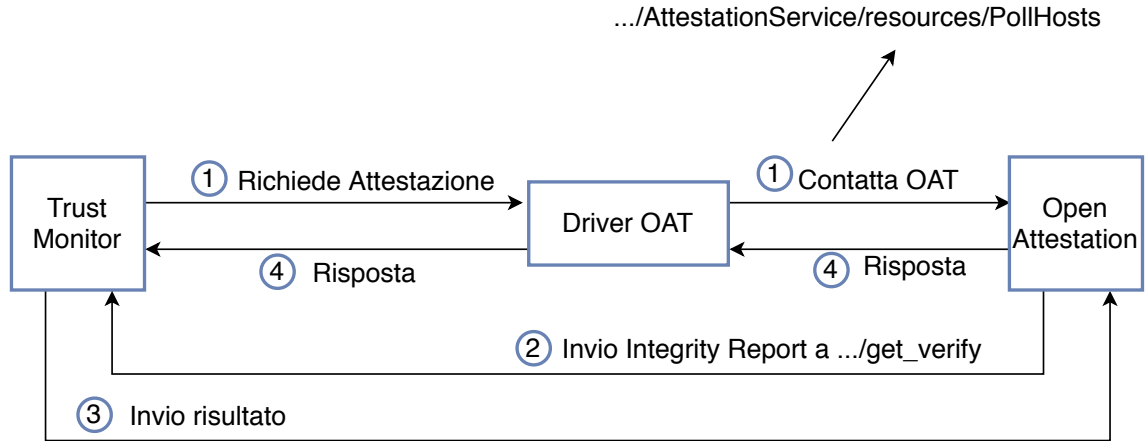 .../AttestationService/resources/PollHosts
1 Richiede Attestazione
1 Contatta OAT
Trust
Monitor
Driver OAT
Open
Attestation
4 Risposta
4 Risposta
2 Invio Integrity Report a .../get_verify
3 Invio risultato